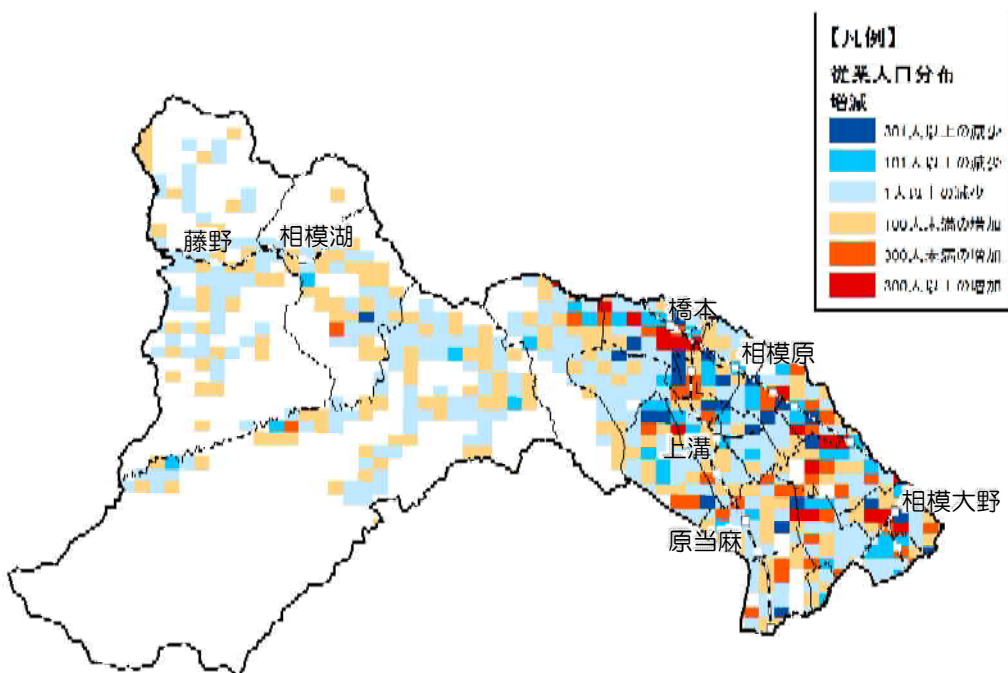 【凡例】
従業人口分布
増減
301人以上の減少
101人以上の減少
1人以上の減少
100人未満の増加
300人未満の増加
300人以上の増加
藤野
相模湖
橋本
相模原
上溝
相模大野
原当麻